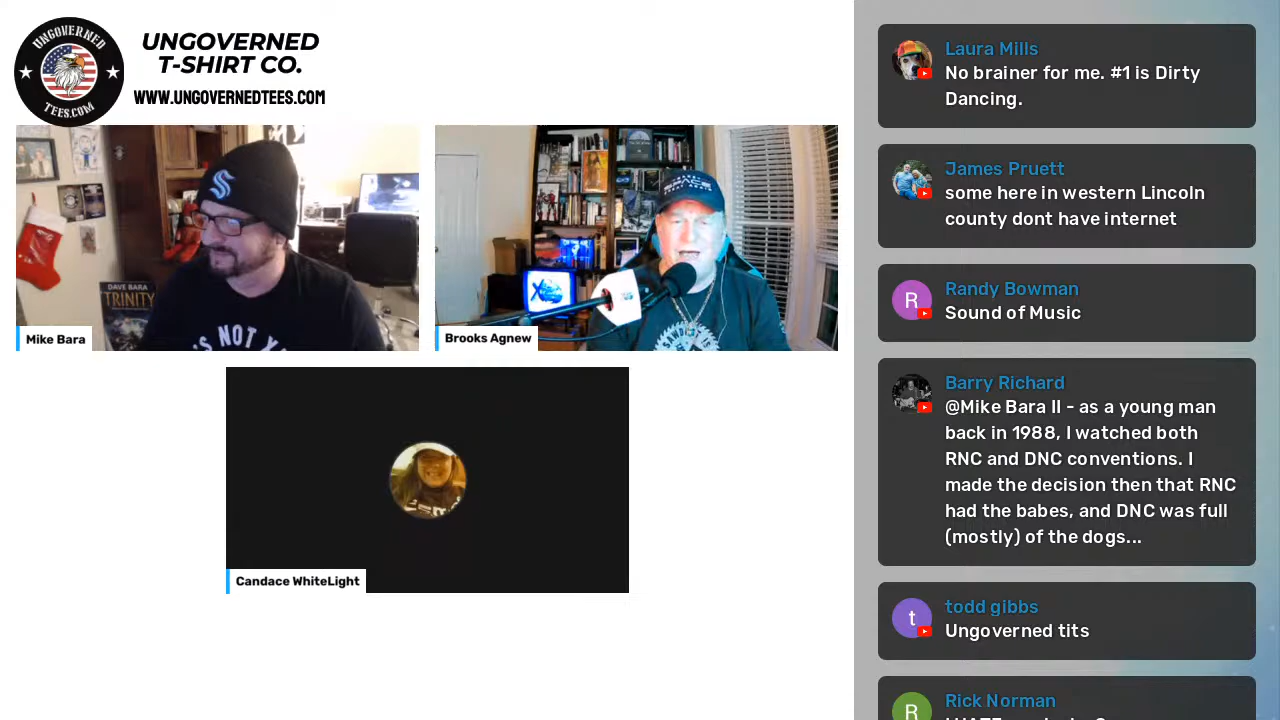 UNGOVERNED
TEES.COM
UNGOVERNED
T-SHIRT CO.
WWW.UNGOVERNEDTEES.COM
DAVE BARA
TRINITY
Mike Bara
Brooks Agnew
Candace WhiteLight
Laura Mills
No brainer for me. #1 is Dirty
Dancing.
James Pruett
some here in western Lincoln
county dont have internet
R
Randy Bowman
Sound of Music
Barry Richard
@Mike Bara II - as a young man
back in 1988, I watched both
RNC and DNC conventions. I
made the decision then that RNC
had the babes, and DNC was full
(mostly) of the dogs...
t
todd gibbs
Ungoverned tits
R
Rick Norman